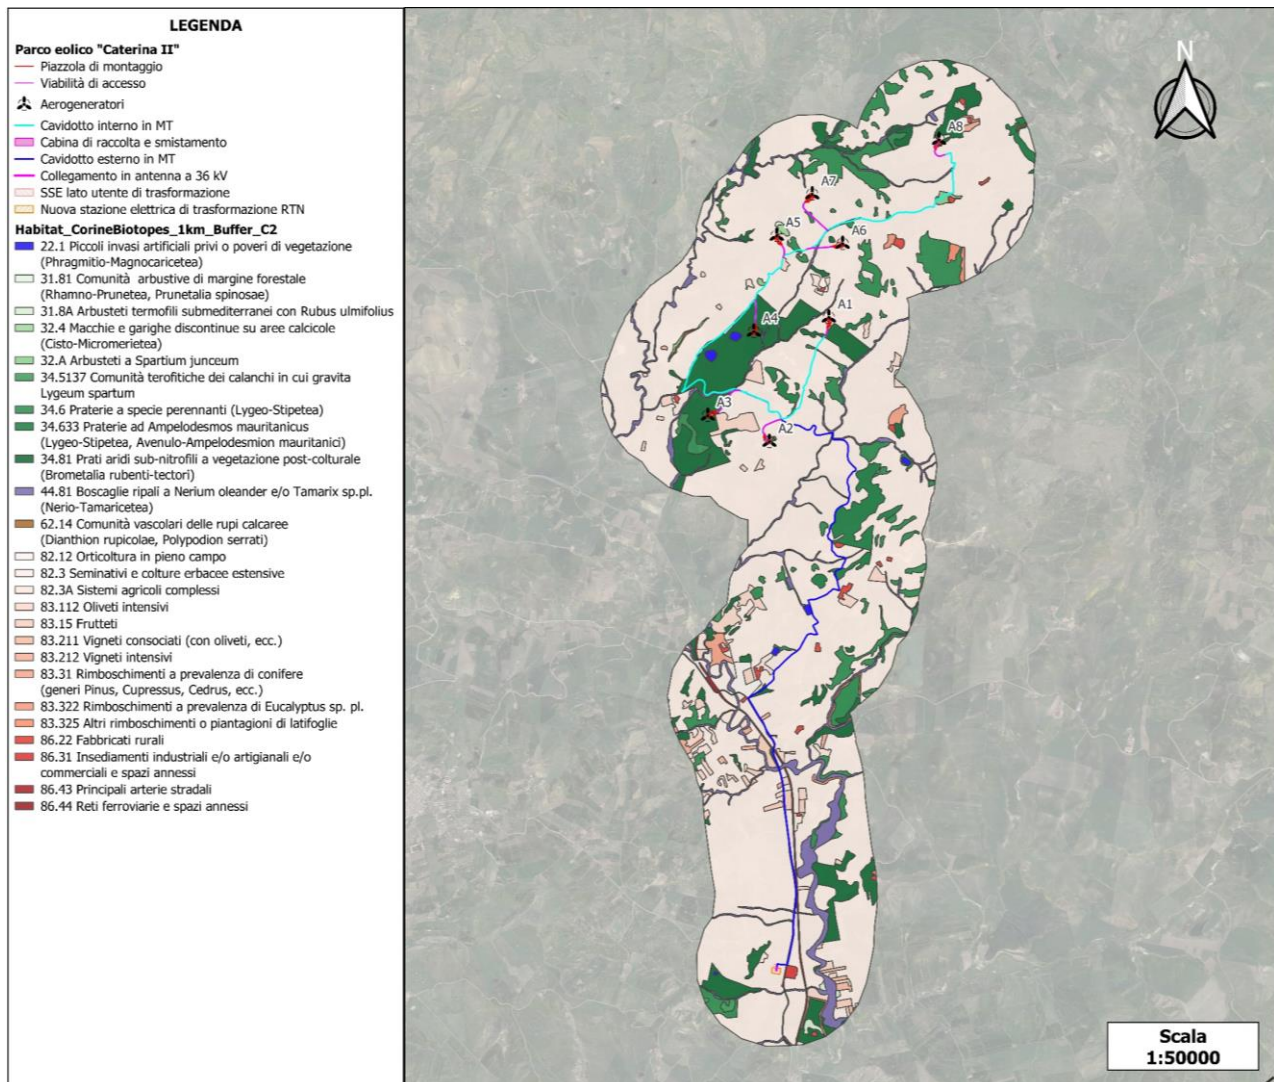 LEGENDA
Parco eolico "Caterina II"
Piazzola di montaggio
Viabilità di accesso
Aerogeneratori
Cavidotto interno in MT
Cabina di raccolta e smistamento
Cavidotto esterno in MT
Collegamento in antenna a 36 kV
SSE lato utente di trasformazione
Nuova stazione elettrica di trasformazione RTN
Habitat_CorineBiotopes_1km_Buffer_C2
22.1 Piccoli invasi artificiali privi o poveri di vegetazione
(Phragmitio-Magnocaricetea)
31.81 Comunità arbustive di margine forestale
(Rhamno-Prunetea, Prunetalia spinosae)
31.8A Arbusteti termofili submediterranei con Rubus ulmifolius
32.4 Macchie e garighe discontinue su aree calcicole
(Cisto-Micromerietea)
32.A Arbusteti a Spartium junceum
34.5137 Comunità terofitiche dei calanchi in cui gravita
Lygeum spartum
34.6 Praterie a specie perennanti (Lygeo-Stipetea)
34.633 Praterie ad Ampelodesmos mauritanicus
(Lygeo-Stipetea, Avenulo-Ampelodesmion mauritanici)
34.81 Prati aridi sub-nitrofili a vegetazione post-colturale
(Brometalia rubenti-tectori)
44.81 Boscaglie ripali a Nerium oleander e/o Tamarix sp.pl.
(Nerio-Tamaricetea)
62.14 Comunità vascolari delle rupi calcaree
(Dianthion rupicolae, Polypodion serrati)
82.12 Orticoltura in pieno campo
82.3 Seminativi e colture erbacee estensive
82.3A Sistemi agricoli complessi
83.112 Oliveti intensivi
83.15 Frutteti
83.211 Vigneti consociati (con oliveti, ecc.)
83.212 Vigneti intensivi
83.31 Rimboschimenti a prevalenza di conifere
(generi Pinus, Cupressus, Cedrus, ecc.)
83.322 Rimboschimenti a prevalenza di Eucalyptus sp. pl.
83.325 Altri rimboschimenti o piantagioni di latifoglie
86.22 Fabbricati rurali
86.31 Insediamenti industriali e/o artigianali e/o
commerciali e spazi annessi
86.43 Principali arterie stradali
86.44 Reti ferroviarie e spazi annessi
N
A8
A7
A5
A6
A1
A4
A3
A2
Scala
1:50000